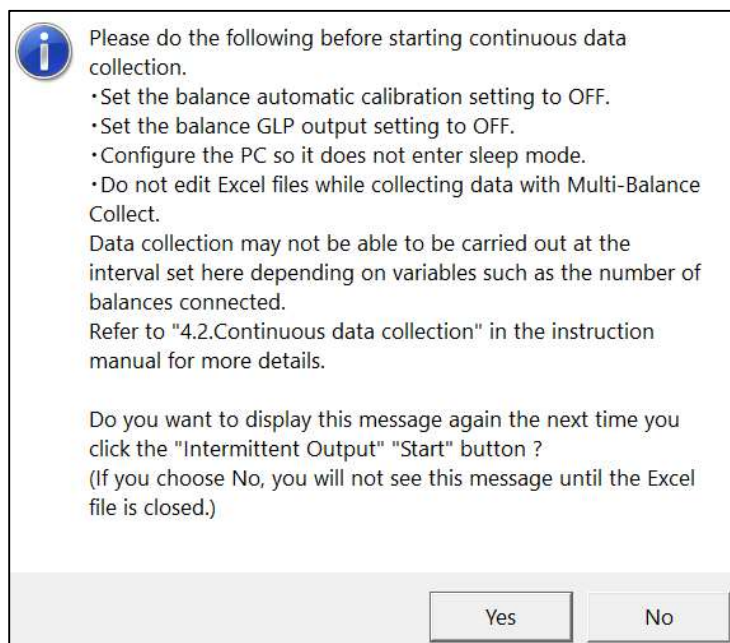 Please do the following before starting continuous data
collection.
・Set the balance automatic calibration setting to OFF.
・Set the balance GLP output setting to OFF.
・Configure the PC so it does not enter sleep mode.
・Do not edit Excel files while collecting data with Multi-Balance
Collect.
Data collection may not be able to be carried out at the
interval set here depending on variables such as the number of
balances connected.
Refer to "4.2.Continuous data collection" in the instruction
manual for more details.
Do you want to display this message again the next time you
click the "Intermittent Output" "Start" button ?
(If you choose No, you will not see this message until the Excel
file is closed.)
Yes
No